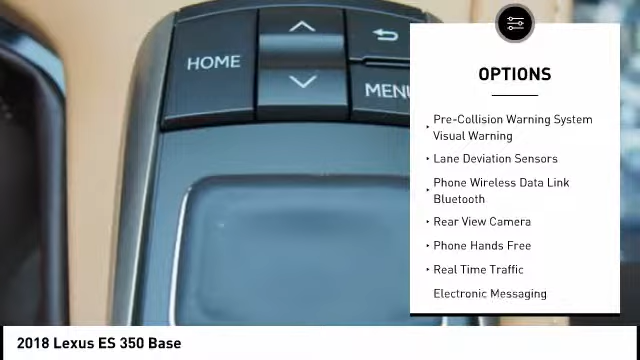 HOME
MENU
OPTIONS
Pre-Collision Warning System
Visual Warning
Lane Deviation Sensors
Phone Wireless Data Link
Bluetooth
Rear View Camera
Phone Hands Free
Real Time Traffic
Electronic Messaging
2018 Lexus ES 350 Base